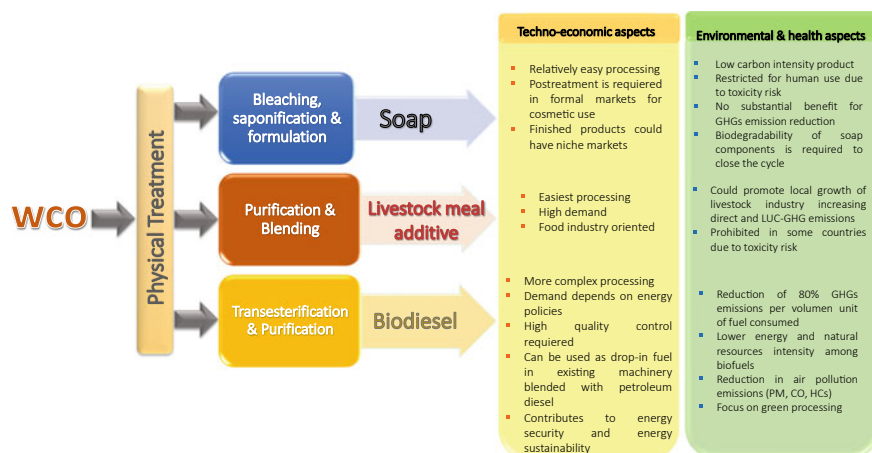 WCO
Physical Treatment
Bleaching,
saponification &
formulation
Soap
Purification &
Blending
Livestock meal
additive
Transesterification
& Purification
Biodiesel
Techno-economic aspects
Relatively easy processing
Postreatment is requiered
in formal markets for
cosmetic use
Finished products could
have niche markets
Easiest processing
High demand
Food industry oriented
More complex processing
Demand depends on energy
policies
High quality control
requiered
Can be used as drop-in fuel
in existing machinery
blended with petroleum
diesel
Contributes to energy
security and energy
sustainability
Environmental & health aspects
Low carbon intensity product
Restricted for human use due
to toxicity risk
No substantial benefit for
GHGs emission reduction
Biodegradability of soap
components is required to
close the cycle
Could promote local growth of
livestock industry increasing
direct and LUC-GHG emissions
Prohibited in some countries
due to toxicity risk
Reduction of 80% GHGs
emissions per volumen unit
of fuel consumed
Lower energy and natural
resources intensity among
biofuels
Reduction in air pollution
emissions (PM, CO, HCs)
Focus on green processing